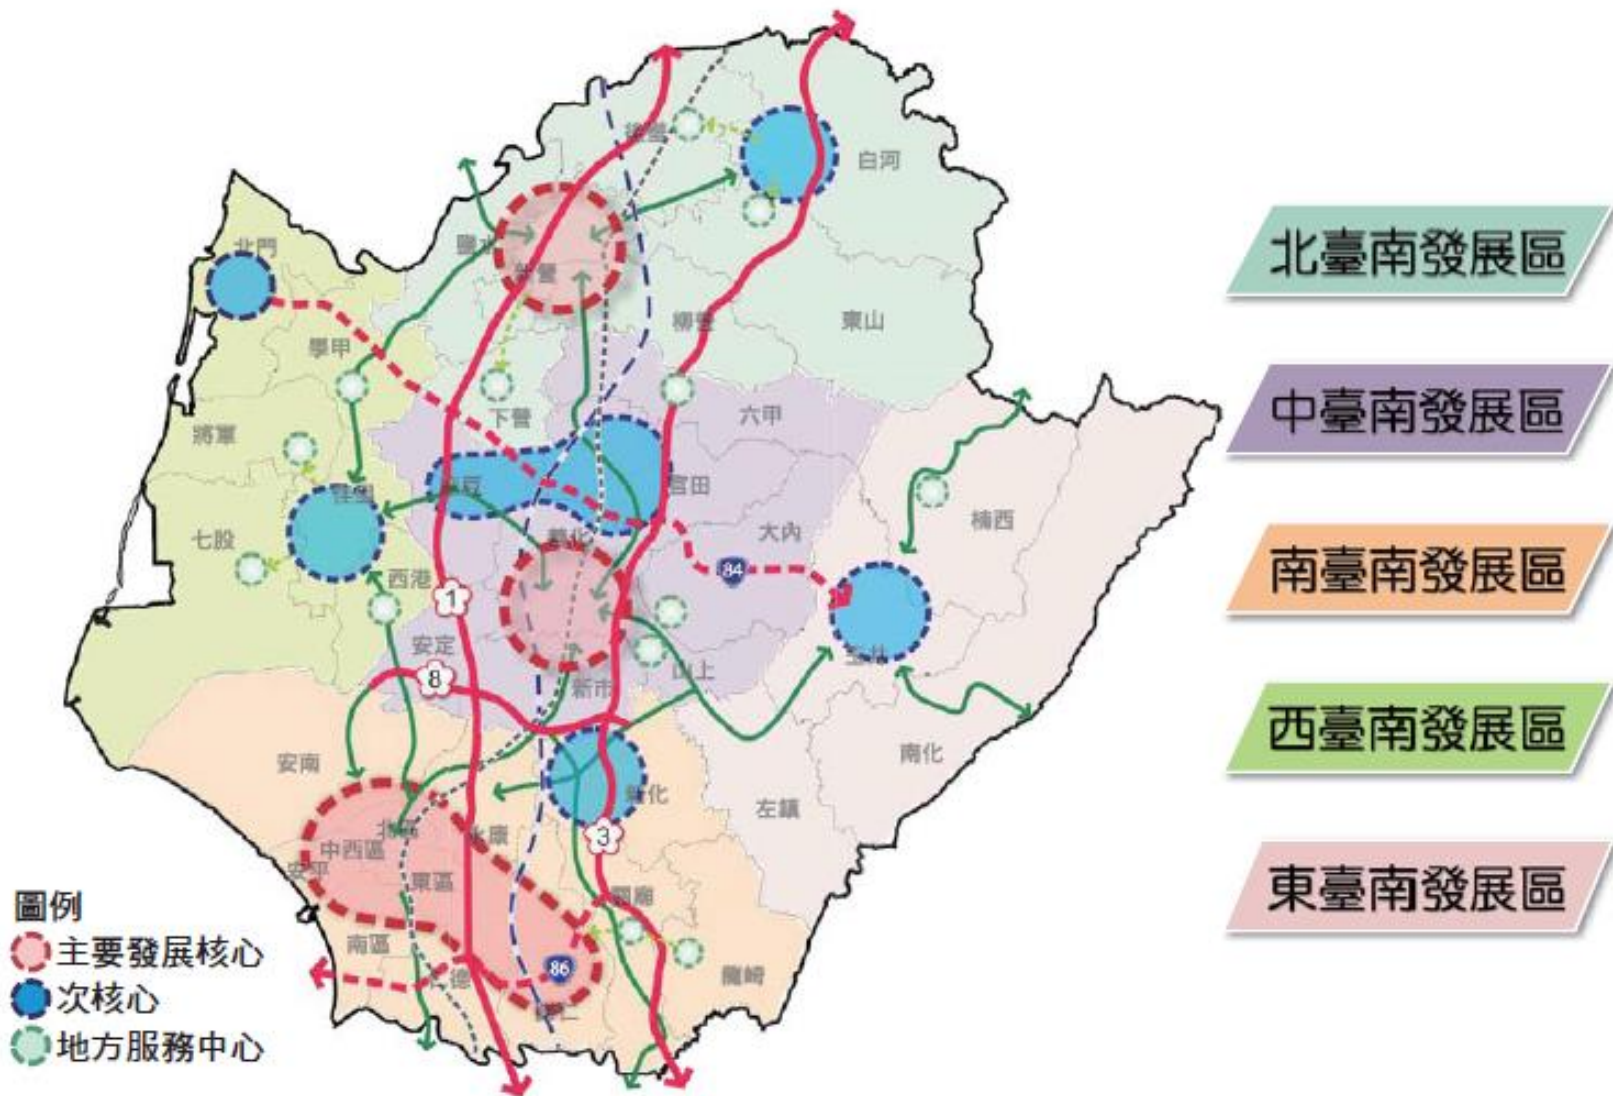 後壁
白河
北門
鹽水
新營
學甲
柳營
東山
下營
六甲
將軍
麻豆
官田
佳里
七股
善化
大內
楠西
84
西港
1
安定
8
山上
新市
玉井
安南
新化
南化
左鎮
北區
永康
3
中西區
安平
東區
關廟
南區
仁德
86
龍崎
歸仁
北臺南發展區
中臺南發展區
南臺南發展區
西臺南發展區
東臺南發展區
圖例
主要發展核心
次核心
地方服務中心